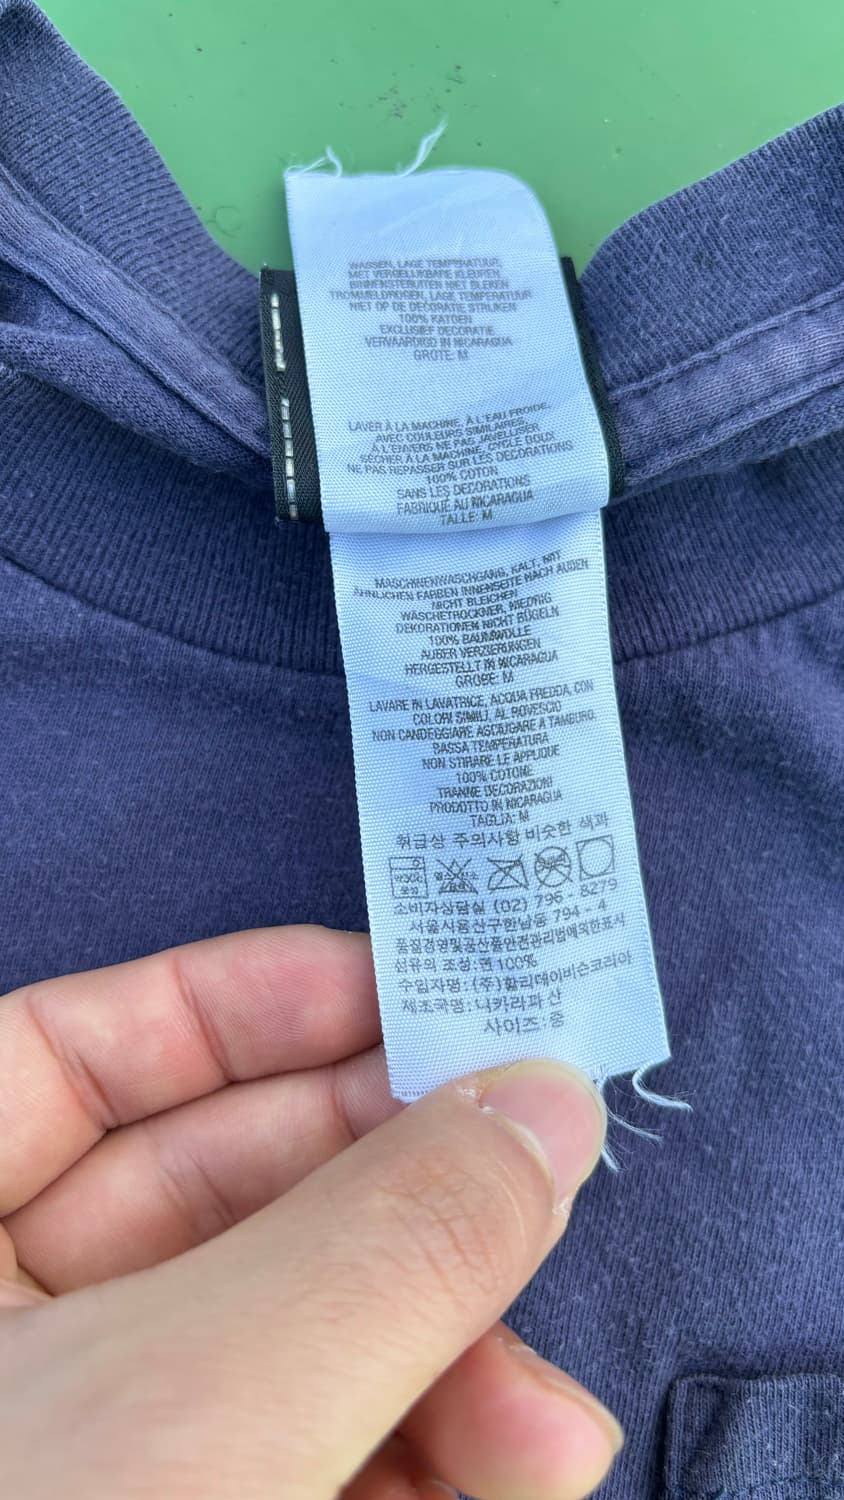 WASSEN, LAGE TEMPERATUUR,
MET VERGELIJKBARE KLEUREN
BINNENSTEBUITEN NIET BLEKEN
TROMMELDROGEN, LAGE TEMPERATUUR
NIET OP DE DECORATIE STRIJKEN
100% KATOEN
EXCLUSIEF DECORATIE
VERVAARDIGD IN NICARAGUA
GROTE: M
LAVER À LA MACHINE, À L'EAU FROIDE,
AVEC COULEURS SIMILAIRES,
À L'ENVERS NE PAS JAVELLISER
SÉCHER À LA MACHINE, CYCLE DOUX
NE PAS REPASSER SUR LES DECORATIONS
100% COTON
SANS LES DECORATIONS
FABRIQUE AU NICARAGUA
TALLE: M
MASCHINENWASCHGANG, KALT, MIT
ÄHNLICHEN FARBEN INNENSEITE NACH AUßEN
NICHT BLEICHEN
WÄSCHETROCKNER, NIEDRIG
DEKORATIONEN NICHT BÜGELN
100% BAUMWOLLE
AUßER VERZIERUNGEN
HERGESTELLT IN NICARAGUA
GROßE: M
LAVARE IN LAVATRICE, ACQUA FREDDA, CON
COLORI SIMILI, AL ROVESCIO
NON CANDEGGIARE ASCIUGARE A TAMBURO,
BASSA TEMPERATURA
NON STIRARE LE APPLIQUE
100% COTONE
TRANNE DECORAZIONI
PRODOTTO IN NICARAGUA
TAGLIA: M
취급상 주의사항 비슷한 색과
소비자상담실 (02) 796 - 8279
서울시용산구한남동 794 - 4
품질경영및공산품안전관리법에의한표시
섬유의 조성: 면 100%
수입자명: (주)할리데이비슨코리아
제조국명: 니카라과 산
사이즈: 중